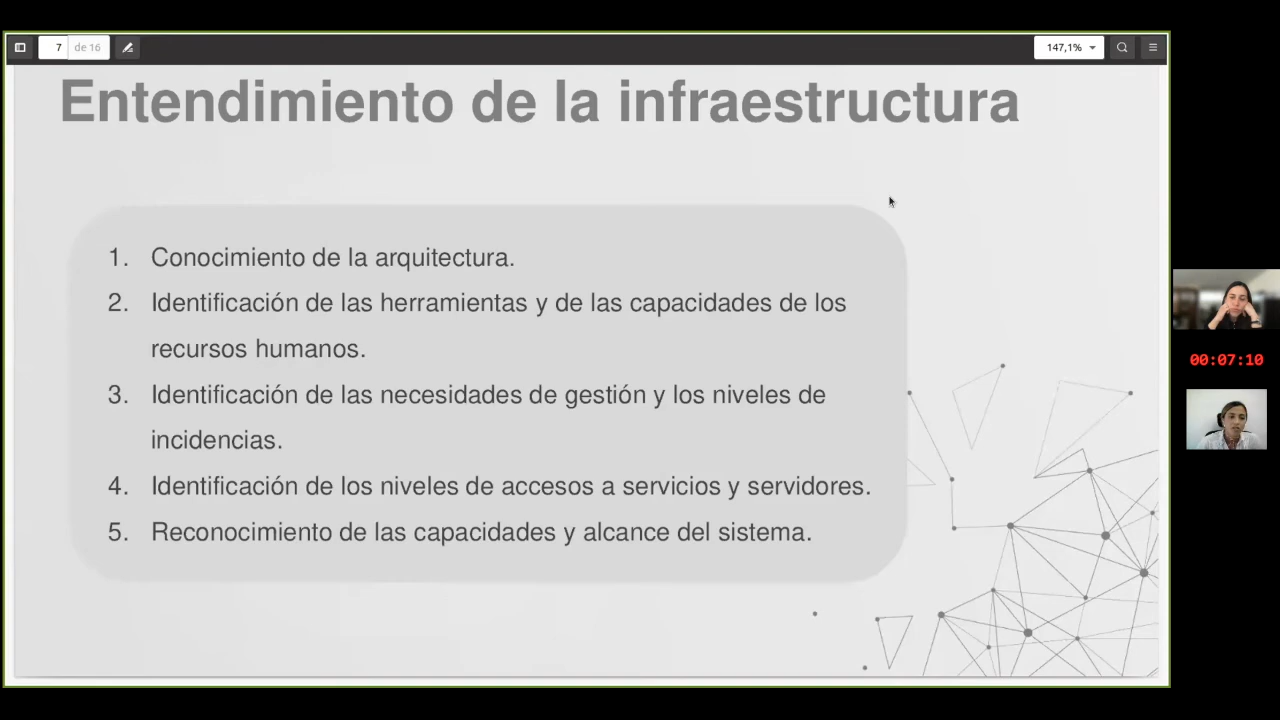 7 de 16
147,1%
Entendimiento de la infraestructura
1. Conocimiento de la arquitectura.
2. Identificación de las herramientas y de las capacidades de los
recursos humanos.
3. Identificación de las necesidades de gestión y los niveles de
incidencias.
4. Identificación de los niveles de accesos a servicios y servidores.
5. Reconocimiento de las capacidades y alcance del sistema.
00:07:10